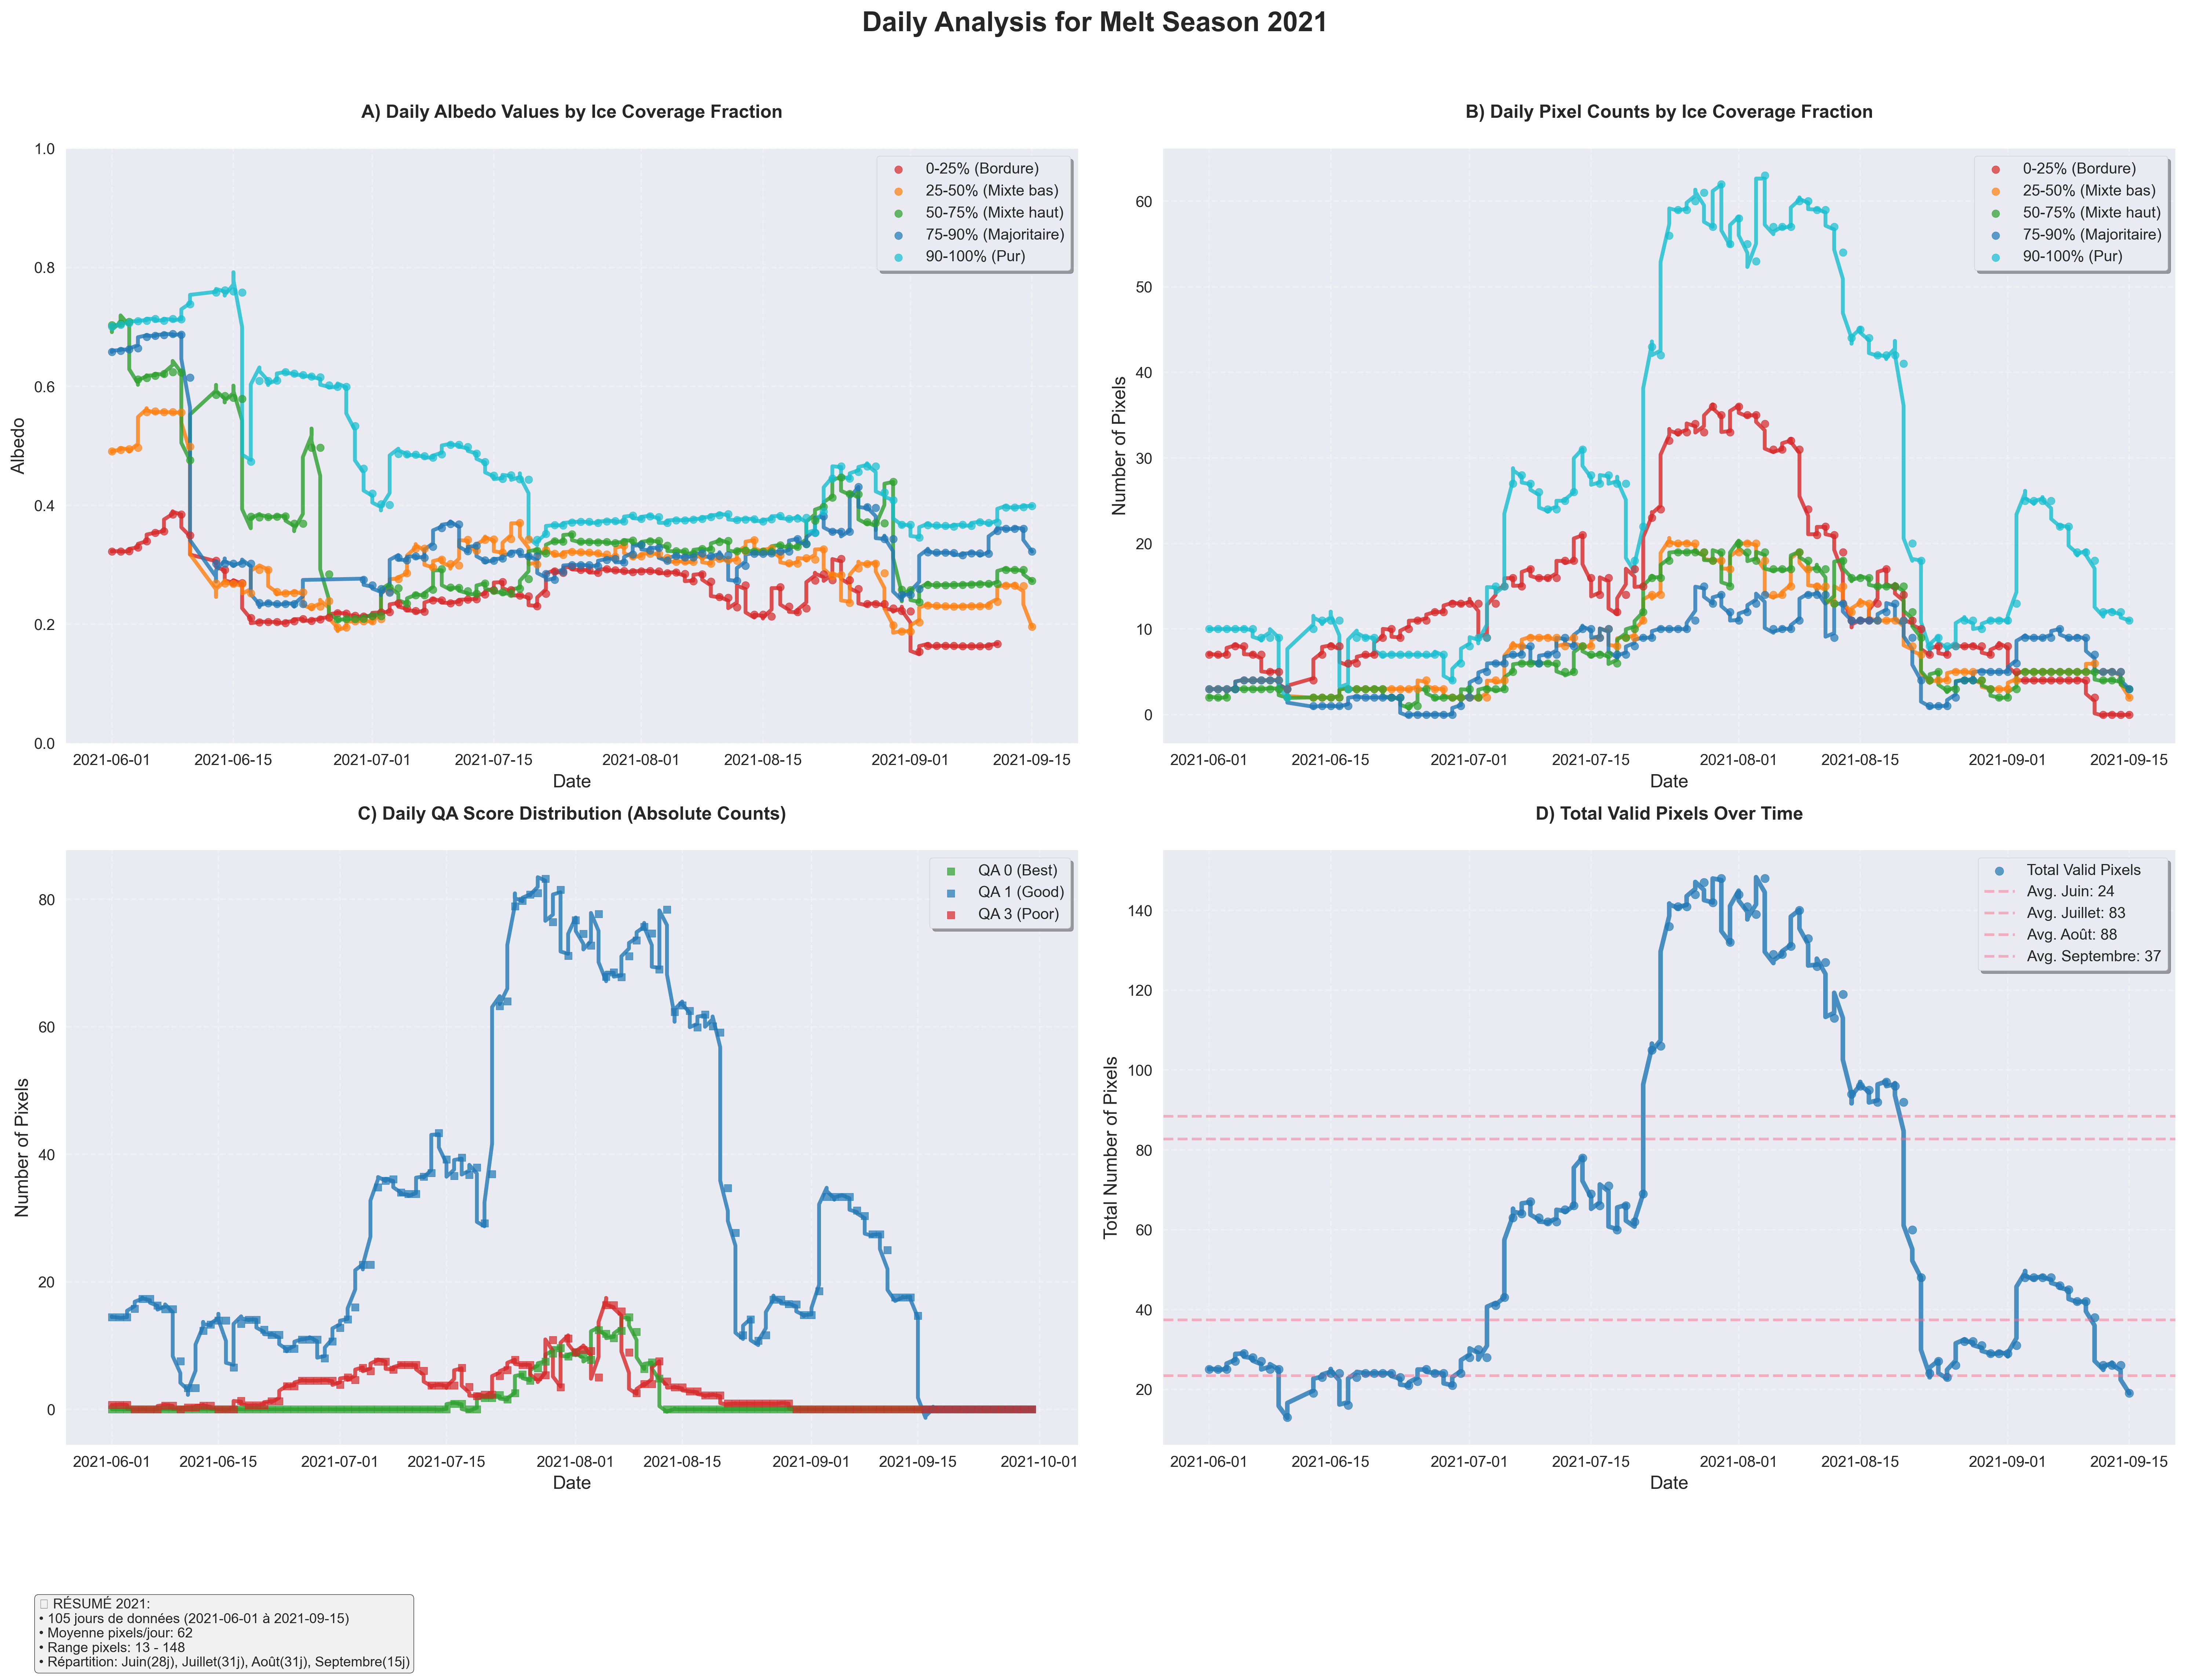 Daily Analysis for Melt Season 2021
A) Daily Albedo Values by Ice Coverage Fraction
1.0
0.8
0.6
0.4
0.2
0.0
Albedo
0-25% (Bordure)
25-50% (Mixte bas)
50-75% (Mixte haut)
75-90% (Majoritaire)
90-100% (Pur)
2021-06-01 2021-06-15 2021-07-01 2021-07-15 2021-08-01 2021-08-15 2021-09-01 2021-09-15
Date
B) Daily Pixel Counts by Ice Coverage Fraction
60
50
40
30
20
10
0
Number of Pixels
0-25% (Bordure)
25-50% (Mixte bas)
50-75% (Mixte haut)
75-90% (Majoritaire)
90-100% (Pur)
2021-06-01 2021-06-15 2021-07-01 2021-07-15 2021-08-01 2021-08-15 2021-09-01 2021-09-15
Date
C) Daily QA Score Distribution (Absolute Counts)
80
60
40
20
0
Number of Pixels
QA 0 (Best)
QA 1 (Good)
QA 3 (Poor)
2021-06-01 2021-06-15 2021-07-01 2021-07-15 2021-08-01 2021-08-15 2021-09-01 2021-09-15 2021-10-01
Date
D) Total Valid Pixels Over Time
140
120
100
80
60
40
20
Total Number of Pixels
Total Valid Pixels
Avg. Juin: 24
Avg. Juillet: 83
Avg. Août: 88
Avg. Septembre: 37
2021-06-01 2021-06-15 2021-07-01 2021-07-15 2021-08-01 2021-08-15 2021-09-01 2021-09-15
Date
RÉSUMÉ 2021:
• 105 jours de données (2021-06-01 à 2021-09-15)
• Moyenne pixels/jour: 62
• Range pixels: 13 - 148
• Répartition: Juin(28j), Juillet(31j), Août(31j), Septembre(15j)